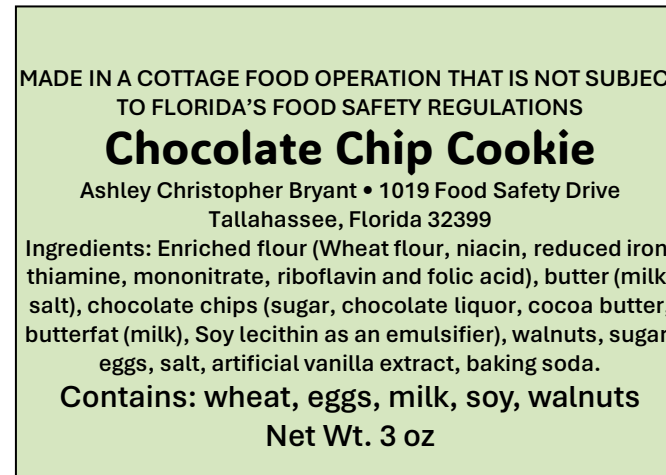 MADE IN A COTTAGE FOOD OPERATION THAT IS NOT SUBJEC
TO FLORIDA’S FOOD SAFETY REGULATIONS
Chocolate Chip Cookie
Ashley Christopher Bryant • 1019 Food Safety Drive
Tallahassee, Florida 32399
Ingredients: Enriched flour (Wheat flour, niacin, reduced iron,
thiamine, mononitrate, riboflavin and folic acid), butter (milk,
salt), chocolate chips (sugar, chocolate liquor, cocoa butter,
butterfat (milk), Soy lecithin as an emulsifier), walnuts, sugar,
eggs, salt, artificial vanilla extract, baking soda.
Contains: wheat, eggs, milk, soy, walnuts
Net Wt. 3 oz